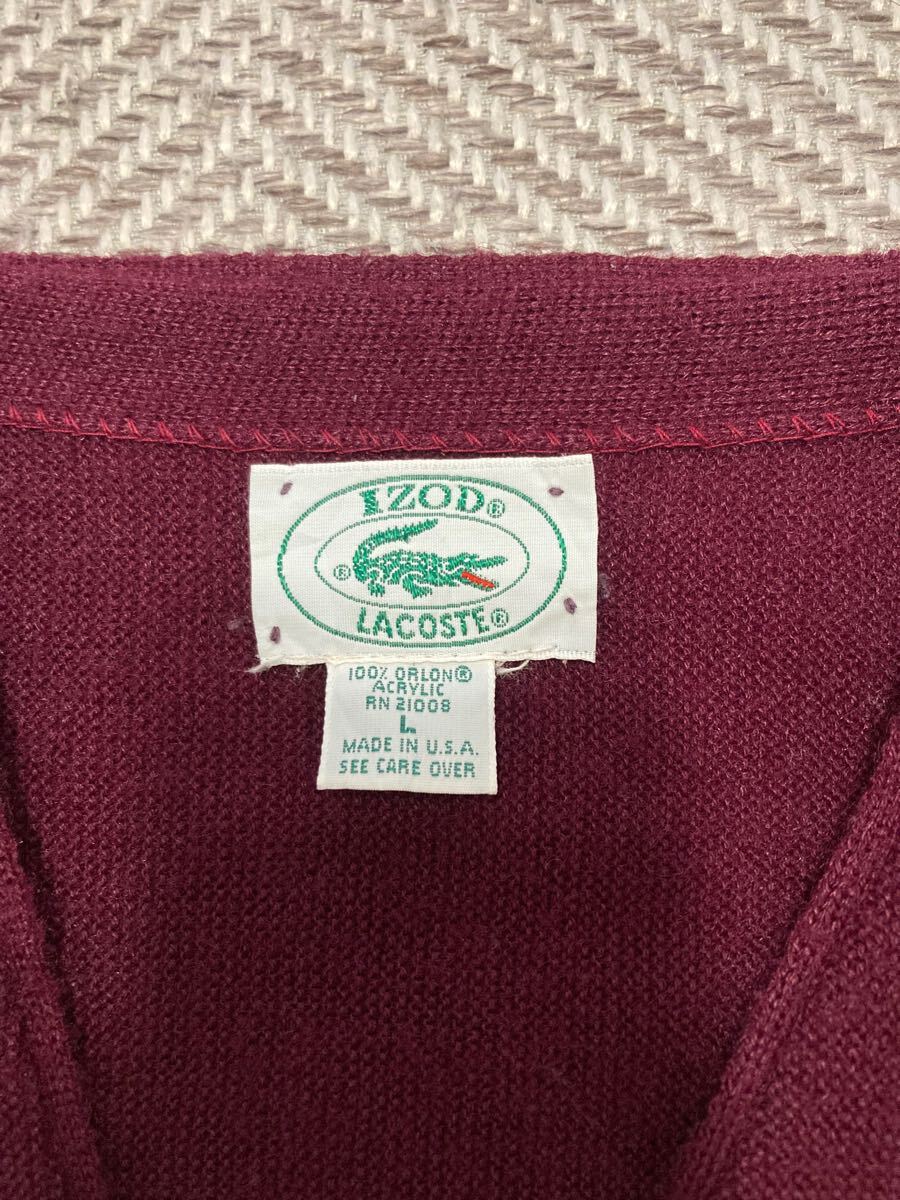 IZOD®
®
LACOSTE®
100% ORLON®
ACRYLIC
RN 21008
L
MADE IN U.S.A.
SEE CARE OVER